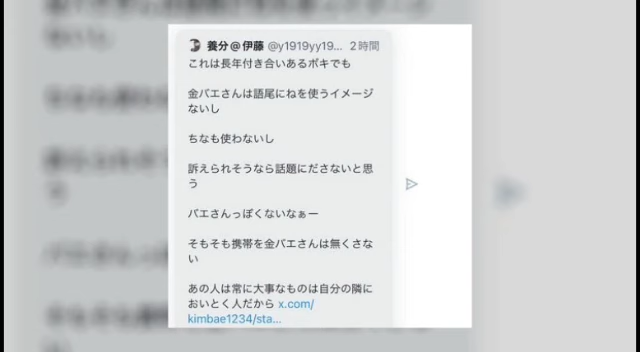 養分@伊藤 @y1919yy19... 2時間
これは長年付き合いあるボキでも
金バエさんは語尾にねを使うイメージ
ないし
ちなも使わないし
訴えられそうなら話題にださないと思
う
バエさんっぽくないなぁー
そもそも携帯を金バエさんは無くさな
い
あの人は常に大事なものは自分の隣に
おいとく人だから x.com/
kimbae1234/sta...